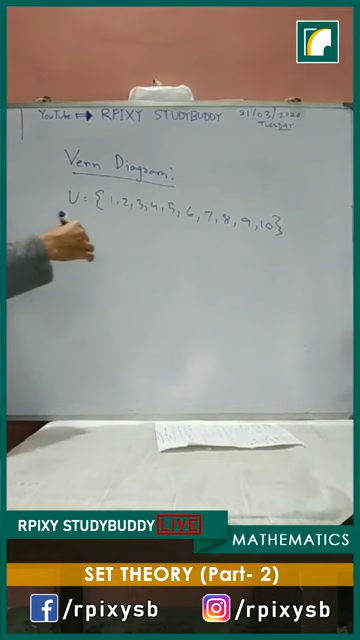 YouTube ➡ RPIXY STUDYBUDDY 31/03/2020
TUESDAY
Venn Diagram:
U = {1,2,3,4,5,6,7,8,9,10}
RPIXY STUDYBUDDY LIVE
MATHEMATICS
SET THEORY (Part- 2)
/rpixysb /rpixysb